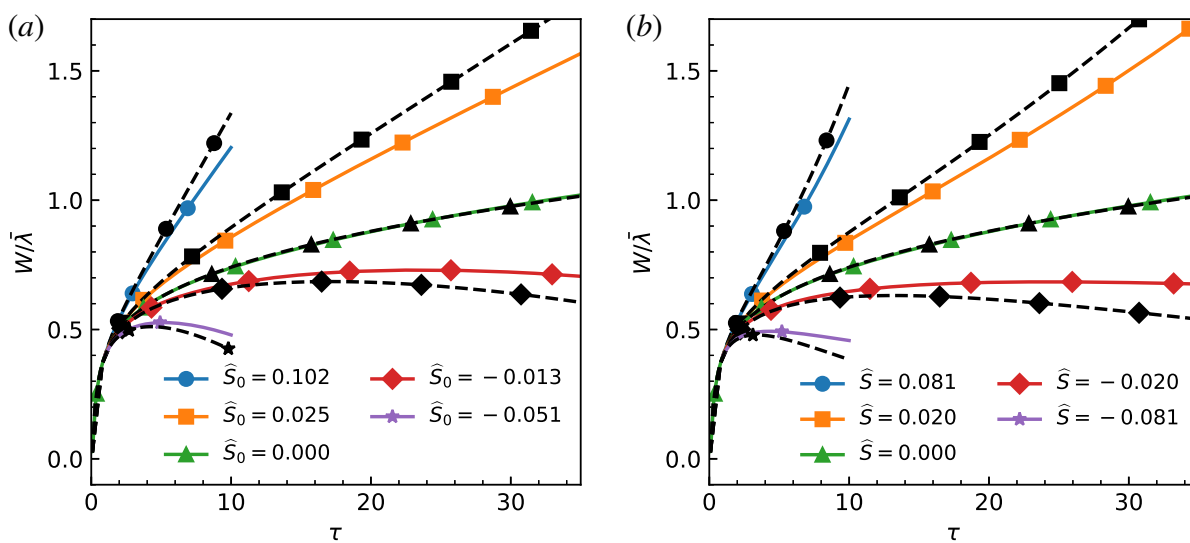 (a)
(b)
1.5
1.0
0.5
0.0
W/λ̄
0
10
20
30
τ
Ŝ₀ = 0.102
Ŝ₀ = 0.025
Ŝ₀ = 0.000
Ŝ₀ = −0.013
Ŝ₀ = −0.051
1.5
1.0
0.5
0.0
W/λ̄
0
10
20
30
τ
Ŝ = 0.081
Ŝ = 0.020
Ŝ = 0.000
Ŝ = −0.020
Ŝ = −0.081